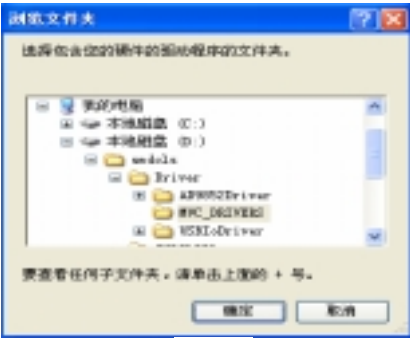 浏览文件夹
选择包含您的硬件的驱动程序的文件夹。
我的电脑
本地磁盘 (C:)
本地磁盘 (D:)
Driver
要查看任何子文件夹，请单击上面的 + 号。
确定
取消